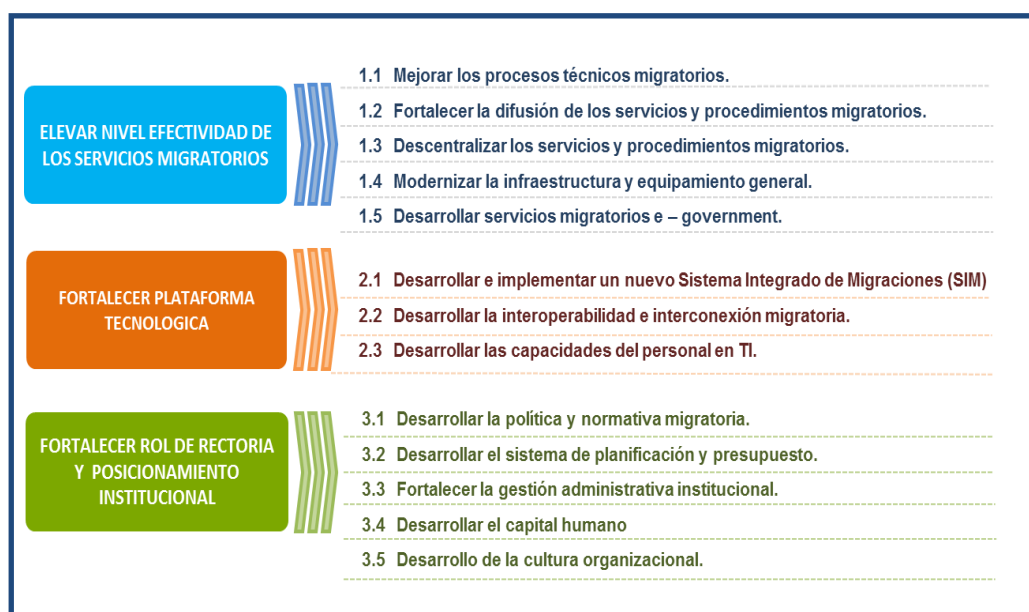 ELEVAR NIVEL EFECTIVIDAD DE
LOS SERVICIOS MIGRATORIOS
1.1 Mejorar los procesos técnicos migratorios.
1.2 Fortalecer la difusión de los servicios y procedimientos migratorios.
1.3 Descentralizar los servicios y procedimientos migratorios.
1.4 Modernizar la infraestructura y equipamiento general.
1.5 Desarrollar servicios migratorios e – government.
FORTALECER PLATAFORMA
TECNOLOGICA
2.1 Desarrollar e implementar un nuevo Sistema Integrado de Migraciones (SIM)
2.2 Desarrollar la interoperabilidad e interconexión migratoria.
2.3 Desarrollar las capacidades del personal en TI.
FORTALECER ROL DE RECTORIA
Y POSICIONAMIENTO
INSTITUCIONAL
3.1 Desarrollar la política y normativa migratoria.
3.2 Desarrollar el sistema de planificación y presupuesto.
3.3 Fortalecer la gestión administrativa institucional.
3.4 Desarrollar el capital humano
3.5 Desarrollo de la cultura organizacional.